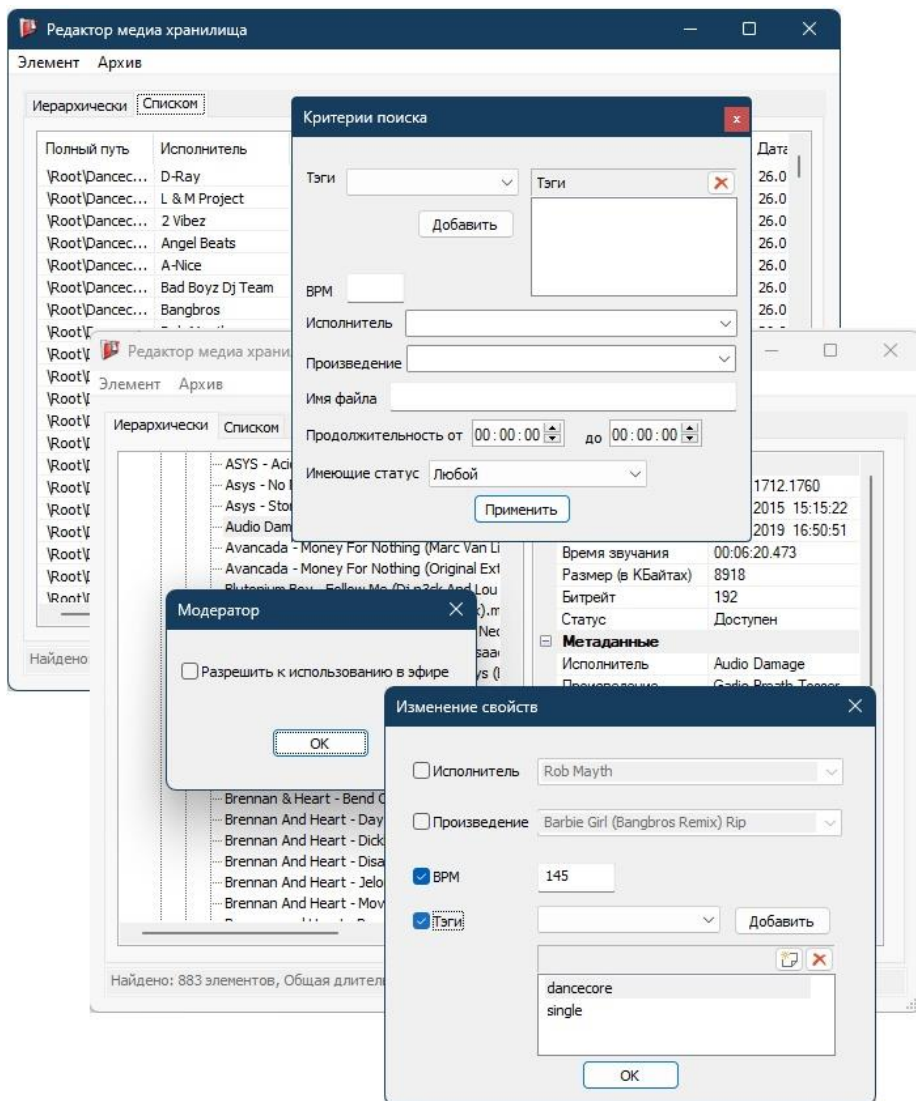 Редактор медиа хранилища
Элемент Архив
Иерархически Списком
Полный путь Исполнитель Дата
\Root\Dancec... D-Ray 26.0
\Root\Dancec... L & M Project 26.0
\Root\Dancec... 2 Vibez 26.0
\Root\Dancec... Angel Beats 26.0
\Root\Dancec... A-Nice 26.0
\Root\Dancec... Bad Boyz Dj Team 26.0
\Root\Dancec... Bangbros 26.0
Найдено
Критерии поиска
Тэги
Тэги
Добавить
BPM
Исполнитель
Произведение
Имя файла
Продолжительность от 00:00:00 до 00:00:00
Имеющие статус Любой
Применить
Редактор медиа храни
Элемент Архив
Иерархически Списком
ASYS - Acid
Asys - No
Asys - Sto
Audio Dam
Avancada - Money For Nothing (Marc Van Li
Avancada - Money For Nothing (Original Ext
Brennan & Heart - Bend
Brennan And Heart - Day
Brennan And Heart - Dick
Brennan And Heart - Disa
Brennan And Heart - Jelo
Brennan And Heart - Mov
1712.1760
2015 15:15:22
2019 16:50:51
Время звучания 00:06:20.473
Размер (в КБайтах) 8918
Битрейт 192
Статус Доступен
Метаданные
Исполнитель Audio Damage
Найдено: 883 элементов, Общая длител
Модератор
Разрешить к использованию в эфире
OK
Изменение свойств
Исполнитель Rob Mayth
Произведение Barbie Girl (Bangbros Remix) Rip
BPM 145
Тэги Добавить
dancecore
single
OK